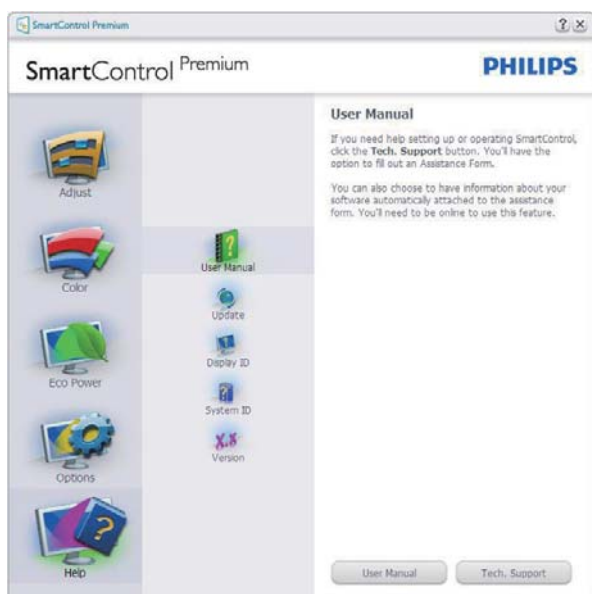 SmartControl Premium
? ×
SmartControl Premium
PHILIPS
Adjust
Color
Eco Power
Options
?
Help
?
User Manual
Update
Display ID
?
System ID
X.X
Version
User Manual
If you need help setting up or operating SmartControl,
click the Tech. Support button. You'll have the
option to fill out an Assistance Form.
You can also choose to have information about your
software automatically attached to the assistance
form. You'll need to be online to use this feature.
User Manual
Tech. Support